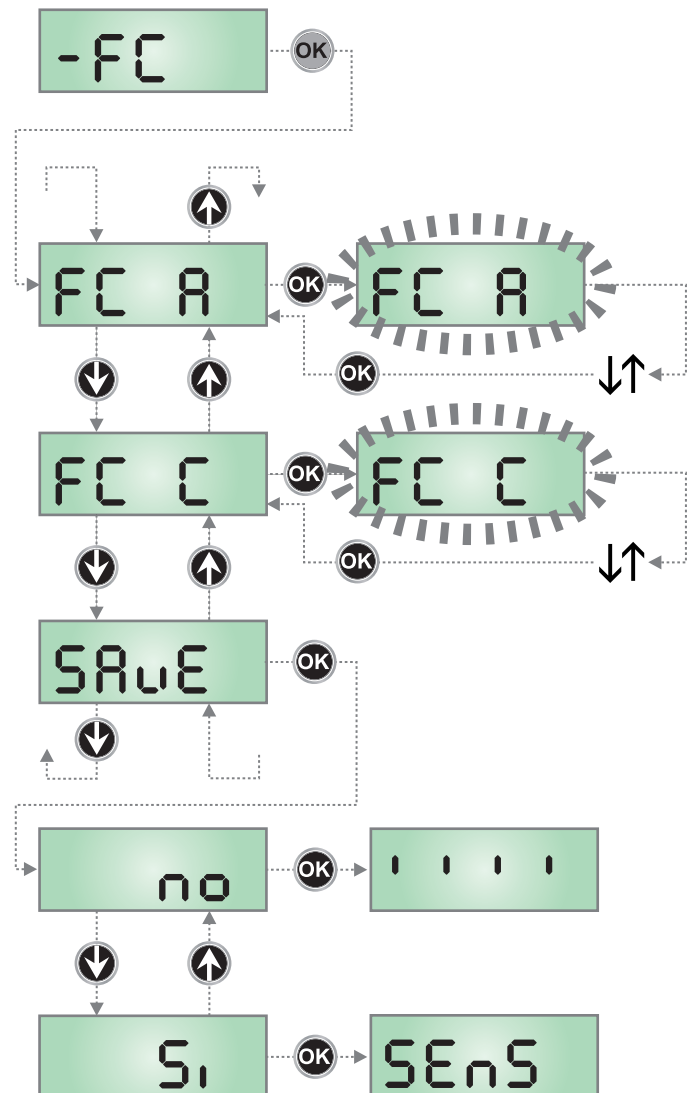 -FC OK
FC A OK FC A
OK ↓↑
FC C OK FC C
OK ↓↑
SAvE OK
no OK ı ı ı ı
Si OK SEnS